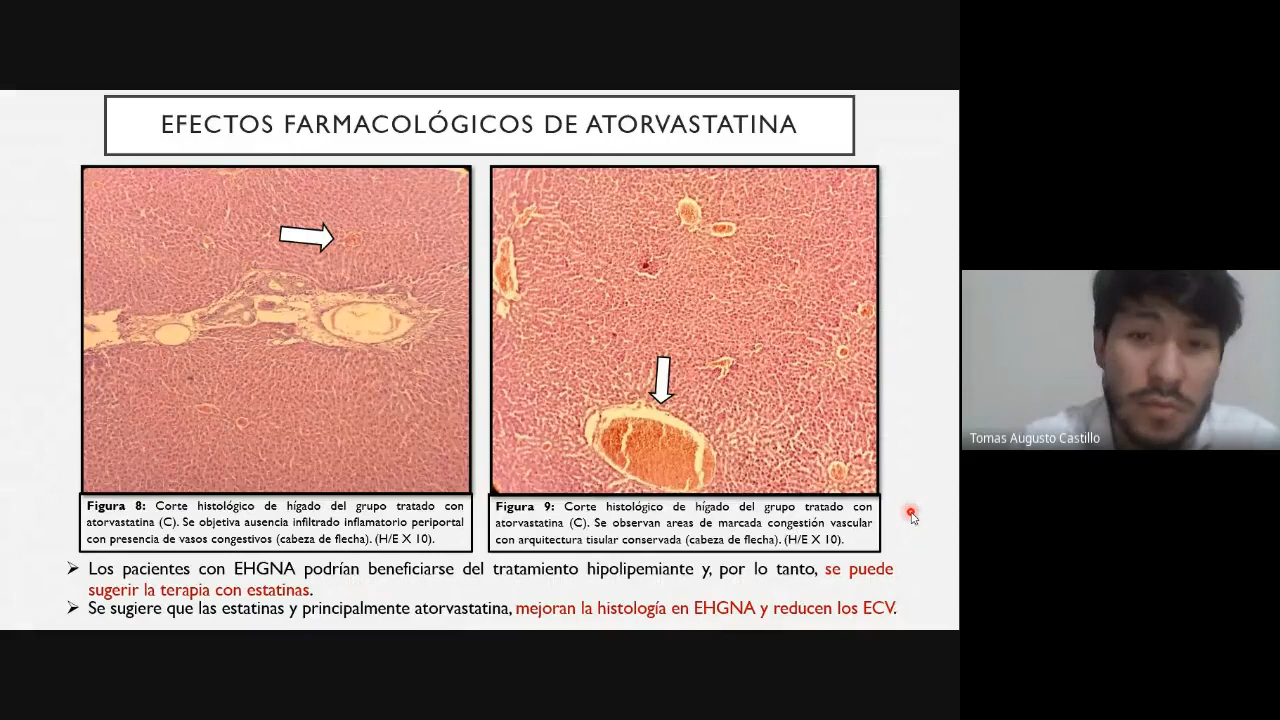 EFECTOS FARMACOLÓGICOS DE ATORVASTATINA
Figura 8: Corte histológico de hígado del grupo tratado con
atorvastatina (C). Se objetiva ausencia infiltrado inflamatorio periportal
con presencia de vasos congestivos (cabeza de flecha). (H/E X 10).
Figura 9: Corte histológico de hígado del grupo tratado con
atorvastatina (C). Se observan areas de marcada congestión vascular
con arquitectura tisular conservada (cabeza de flecha). (H/E X 10).
➢ Los pacientes con EHGNA podrían beneficiarse del tratamiento hipolipemiante y, por lo tanto, se puede
sugerir la terapia con estatinas.
➢ Se sugiere que las estatinas y principalmente atorvastatina, mejoran la histología en EHGNA y reducen los ECV.
Tomas Augusto Castillo